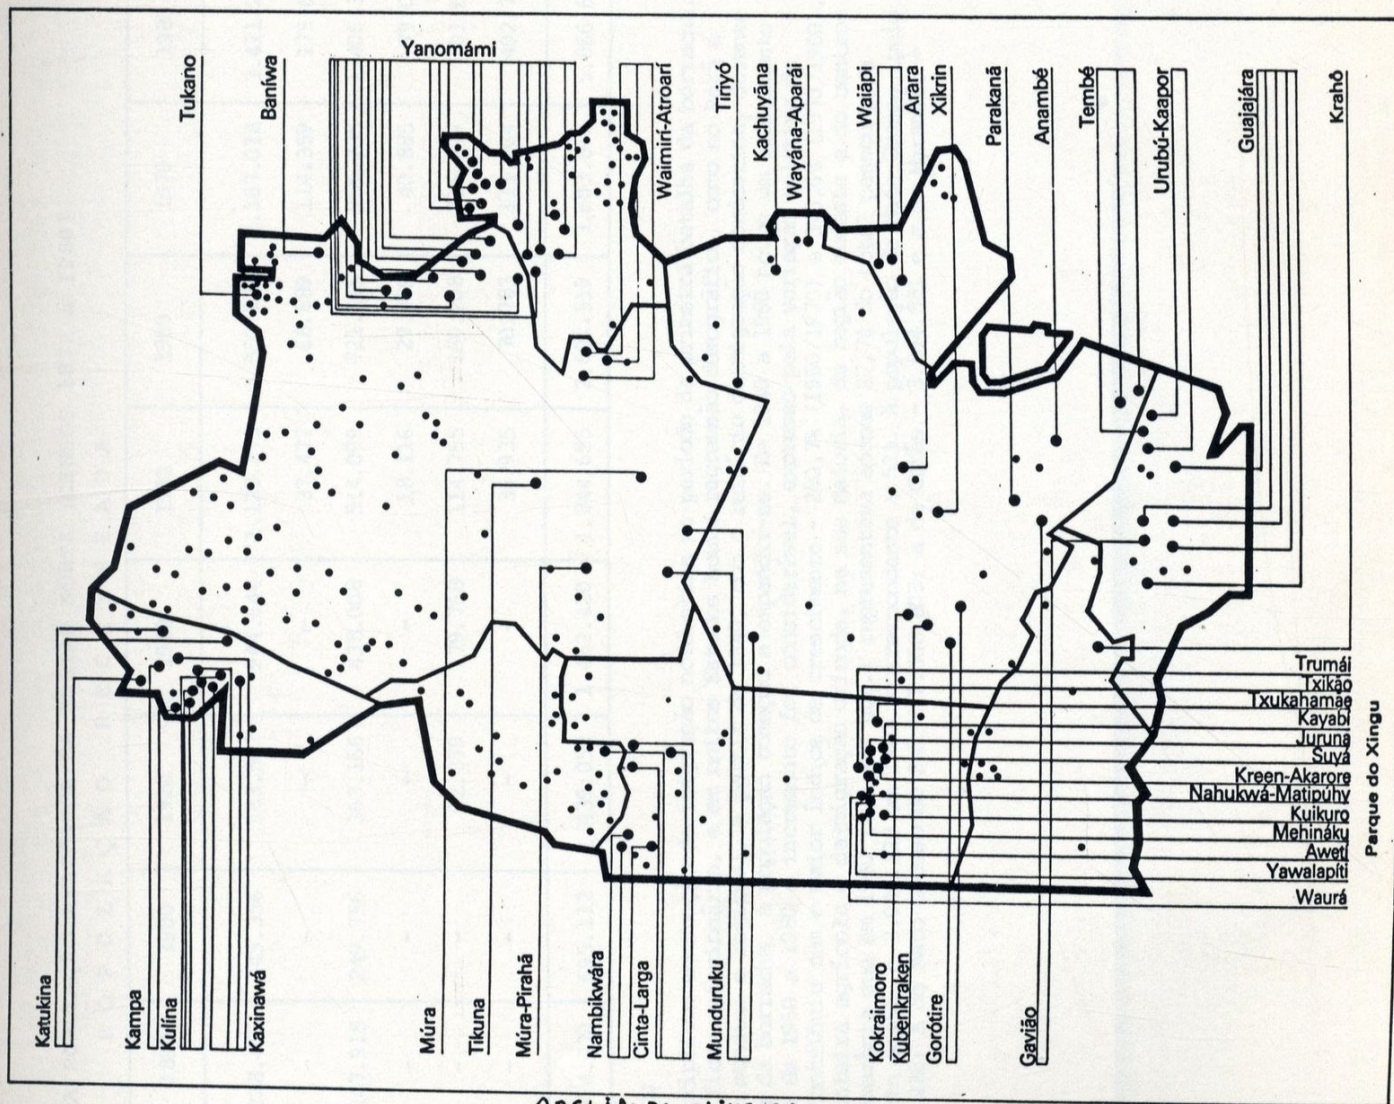 Tukano
Baníwa
Yanomámi
Waimirí-Atroarí
Tiriyó
Kachuyâna
Wayána-Aparái
Waiãpi
Arara
Xikrin
Parakanã
Anambé
Tembé
Urubú-Kaapor
Guajajára
Krahô
Trumái
Txikão
Txukahamãe
Kayabí
Juruna
Suyá
Kreen-Akarore
Nahukwá-Matipúhy
Kuikuro
Mehináku
Awetí
Yawalapíti
Waurá
Parque do Xingu
Katukina
Kampa
Kulína
Kaxinawá
Múra
Tikuna
Múra-Pirahã
Nambikwára
Cinta-Larga
Munduruku
Kokraimoro
Kubenkraken
Gorótire
Gavião